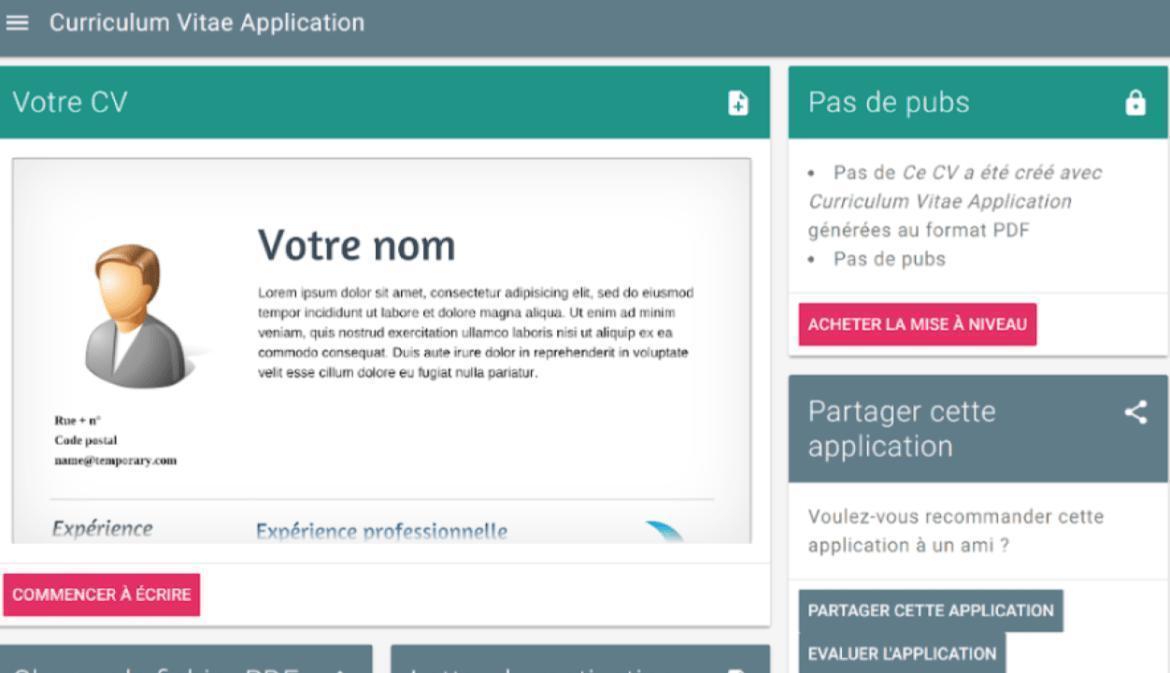 Curriculum Vitae Application
Votre CV
Votre nom
Lorem ipsum dolor sit amet, consectetur adipisicing elit, sed do eiusmod
tempor incididunt ut labore et dolore magna aliqua. Ut enim ad minim
veniam, quis nostrud exercitation ullamco laboris nisi ut aliquip ex ea
commodo consequat. Duis aute irure dolor in reprehenderit in voluptate
velit esse cillum dolore eu fugiat nulla pariatur.
Rue + n°
Code postal
name@temporary.com
Expérience
Expérience professionnelle
COMMENCER À ÉCRIRE
Pas de pubs
• Pas de Ce CV a été créé avec
Curriculum Vitae Application
générées au format PDF
• Pas de pubs
ACHETER LA MISE À NIVEAU
Partager cette
application
Voulez-vous recommander cette
application à un ami ?
PARTAGER CETTE APPLICATION
EVALUER L'APPLICATION